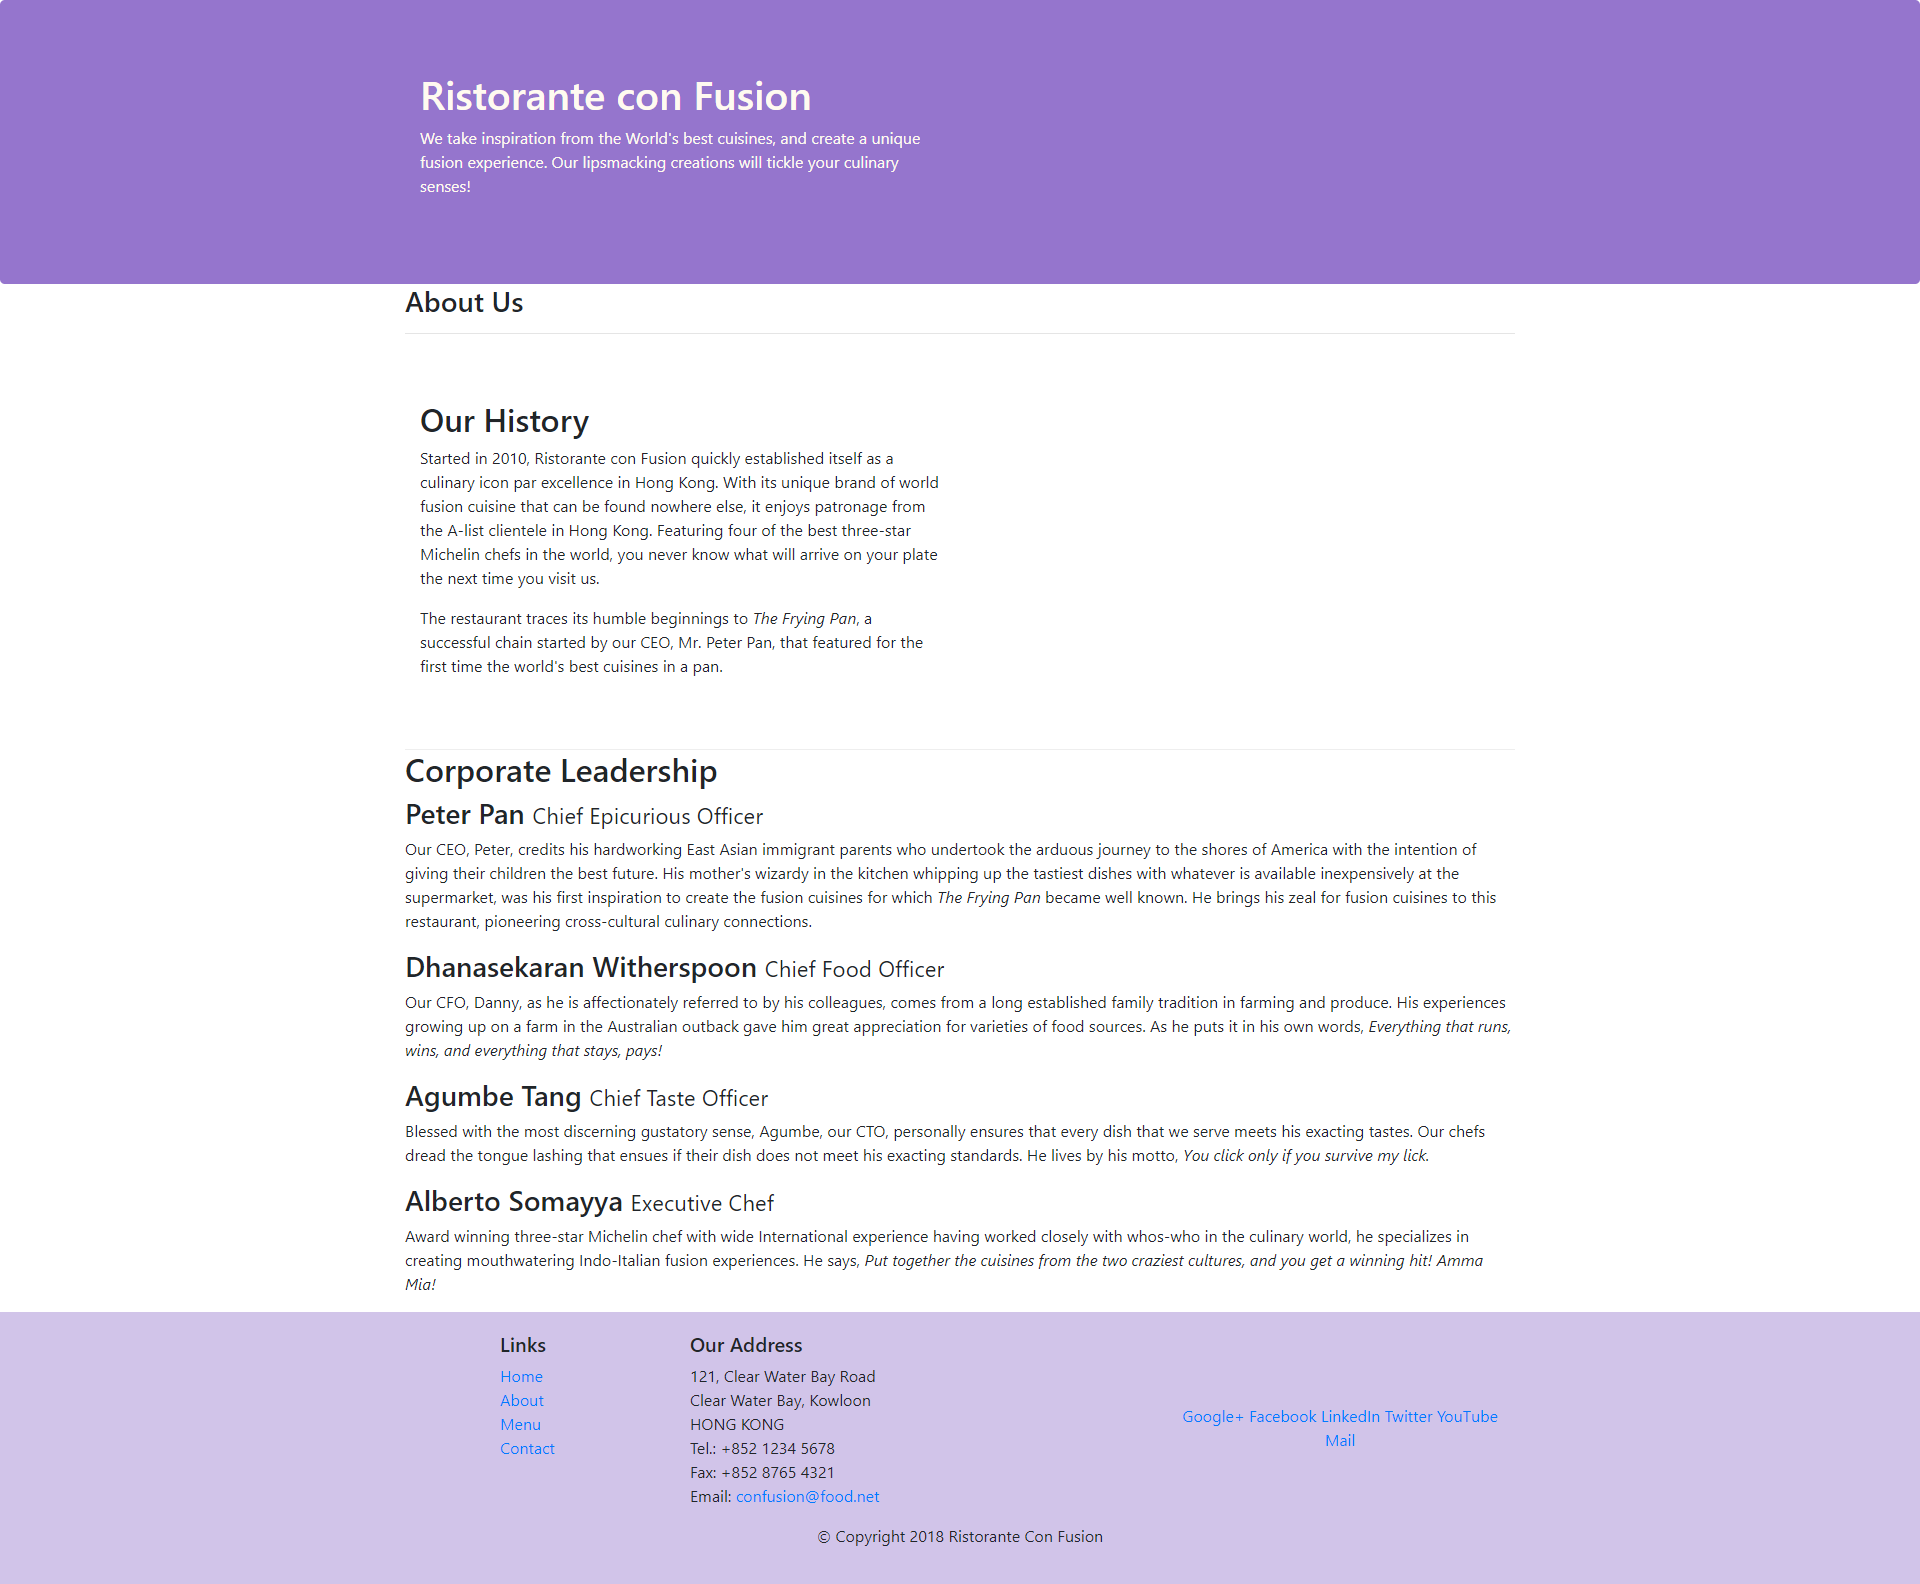 Ristorante con Fusion
We take inspiration from the World's best cuisines, and create a unique
fusion experience. Our lipsmacking creations will tickle your culinary
senses!
About Us
Our History
Started in 2010, Ristorante con Fusion quickly established itself as a
culinary icon par excellence in Hong Kong. With its unique brand of world
fusion cuisine that can be found nowhere else, it enjoys patronage from
the A-list clientele in Hong Kong. Featuring four of the best three-star
Michelin chefs in the world, you never know what will arrive on your plate
the next time you visit us.
The restaurant traces its humble beginnings to The Frying Pan, a
successful chain started by our CEO, Mr. Peter Pan, that featured for the
first time the world's best cuisines in a pan.
Corporate Leadership
Peter Pan Chief Epicurious Officer
Our CEO, Peter, credits his hardworking East Asian immigrant parents who undertook the arduous journey to the shores of America with the intention of
giving their children the best future. His mother's wizardy in the kitchen whipping up the tastiest dishes with whatever is available inexpensively at the
supermarket, was his first inspiration to create the fusion cuisines for which The Frying Pan became well known. He brings his zeal for fusion cuisines to this
restaurant, pioneering cross-cultural culinary connections.
Dhanasekaran Witherspoon Chief Food Officer
Our CFO, Danny, as he is affectionately referred to by his colleagues, comes from a long established family tradition in farming and produce. His experiences
growing up on a farm in the Australian outback gave him great appreciation for varieties of food sources. As he puts it in his own words, Everything that runs,
wins, and everything that stays, pays!
Agumbe Tang Chief Taste Officer
Blessed with the most discerning gustatory sense, Agumbe, our CTO, personally ensures that every dish that we serve meets his exacting tastes. Our chefs
dread the tongue lashing that ensues if their dish does not meet his exacting standards. He lives by his motto, You click only if you survive my lick.
Alberto Somayya Executive Chef
Award winning three-star Michelin chef with wide International experience having worked closely with whos-who in the culinary world, he specializes in
creating mouthwatering Indo-Italian fusion experiences. He says, Put together the cuisines from the two craziest cultures, and you get a winning hit! Amma
Mia!
Links
Home
About
Menu
Contact
Our Address
121, Clear Water Bay Road
Clear Water Bay, Kowloon
HONG KONG
Tel.: +852 1234 5678
Fax: +852 8765 4321
Email: confusion@food.net
Google+ Facebook LinkedIn Twitter YouTube
Mail
© Copyright 2018 Ristorante Con Fusion